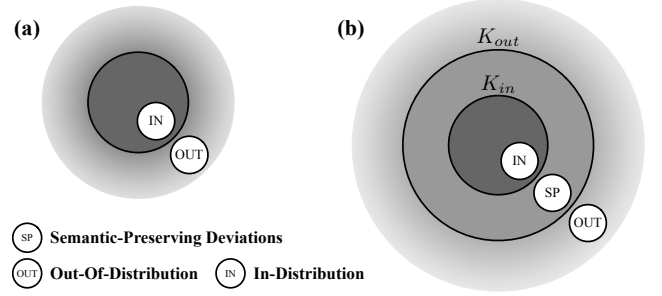 (a)
IN
OUT
(b)
K_out
K_in
IN
SP
OUT
SP Semantic-Preserving Deviations
OUT Out-Of-Distribution IN In-Distribution